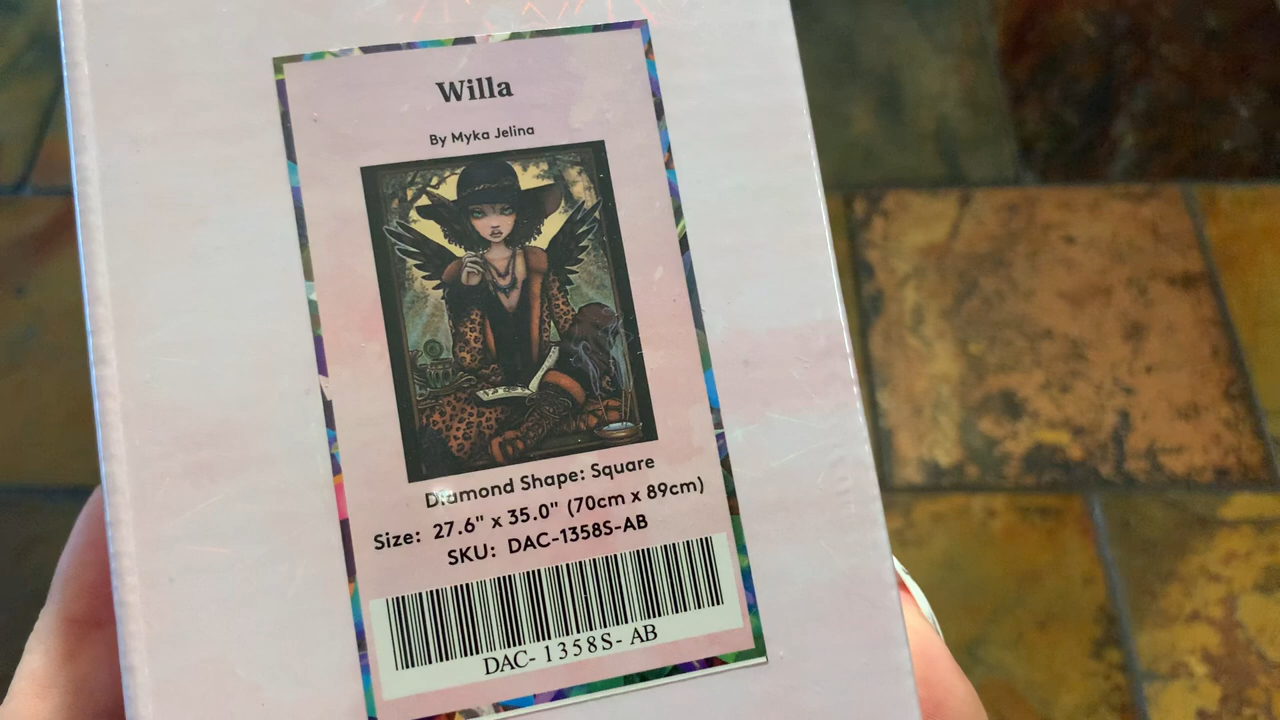 Willa
By Myka Jelina
Diamond Shape: Square
Size: 27.6" x 35.0" (70cm x 89cm)
SKU: DAC-1358S-AB
DAC- 1358S- AB